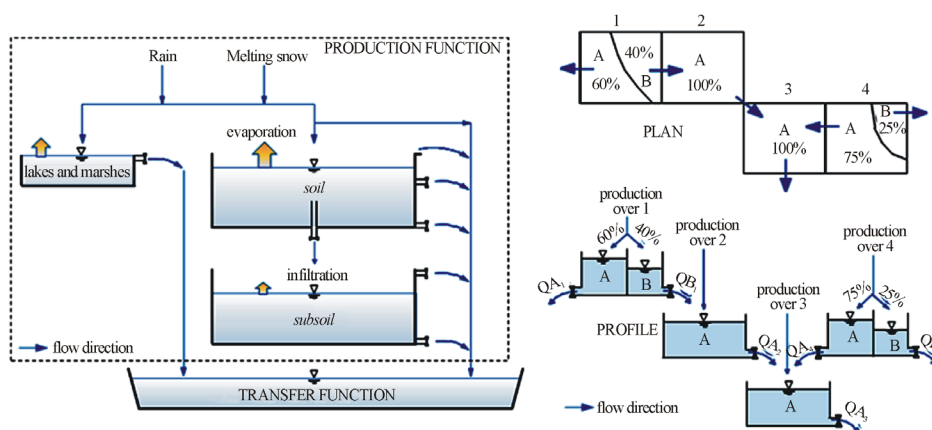 PRODUCTION FUNCTION
Rain
Melting snow
evaporation
lakes and marshes
soil
infiltration
subsoil
flow direction
TRANSFER FUNCTION
1
2
A
60%
40%
B
A
100%
3
4
A
100%
A
75%
B
25%
PLAN
production
over 1
60%
40%
production
over 2
production
over 4
75%
25%
production
over 3
A
B
QA₁
QB₁
PROFILE
A
QA₂
QA₄
A
B
A
QA₃
flow direction